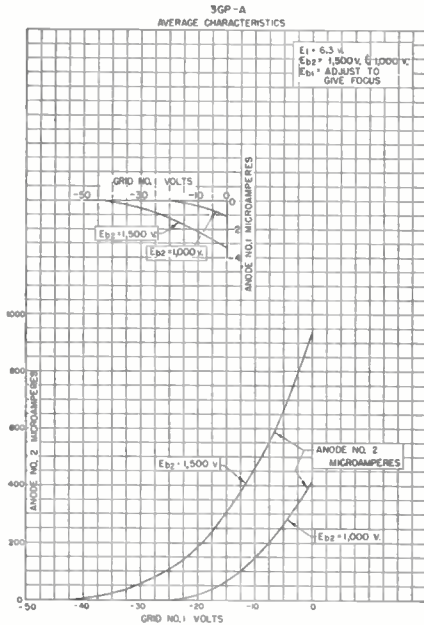 3GP-A
AVERAGE CHARACTERISTICS
Ef = 6.3 V.
Eb2 = 1,500 V. & 1,000 V.
Eb1 = ADJUST TO
GIVE FOCUS
GRID NO.1 VOLTS
-50 -30 -10 0
ANODE NO.1 MICROAMPERES
2
4
Eb2 = 1,500 V.
Eb2 = 1,000 V.
ANODE NO. 2 MICROAMPERES
1000
800
600
400
200
0
ANODE NO. 2
MICROAMPERES
Eb2 = 1,500 V.
Eb2 = 1,000 V.
-50 -40 -30 -20 -10 0
GRID NO.1 VOLTS